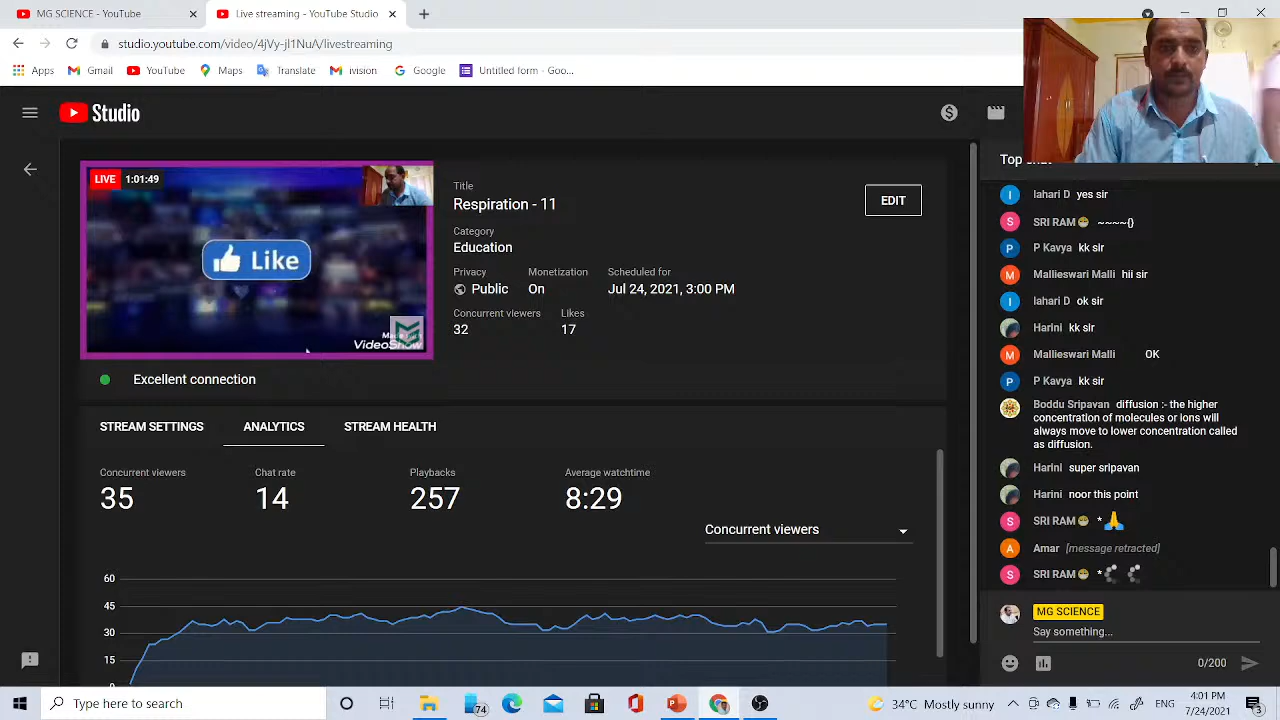 MG SCIENCE - YouTube
Live streaming - YouTube Studio
studio.youtube.com/video/4jVy-jI1NuA/livestreaming
Apps Gmail YouTube Maps Translate ivision Google Untitled form - Goo...
Studio
LIVE 1:01:49
Like
VideoShow
Title
Respiration - 11
EDIT
Category
Education
Privacy Monetization Scheduled for
Public On Jul 24, 2021, 3:00 PM
Concurrent viewers Likes
32 17
Excellent connection
STREAM SETTINGS ANALYTICS STREAM HEALTH
Concurrent viewers Chat rate Playbacks Average watchtime
35 14 257 8:29
Concurrent viewers
60
45
30
15
Top chat
lahari D yes sir
SRI RAM😁 ~~~~{}
P Kavya kk sir
Mallieswari Malli hii sir
lahari D ok sir
Harini kk sir
Mallieswari Malli OK
P Kavya kk sir
Boddu Sripavan diffusion :- the higher
concentration of molecules or ions will
always move to lower concentration called
as diffusion.
Harini super sripavan
Harini noor this point
SRI RAM😁 * 🙏
Amar [message retracted]
SRI RAM😁 *
MG SCIENCE
Say something...
0/200
Type here to search
74
34°C Mostly sunny
ENG
4:01 PM
7/24/2021
3